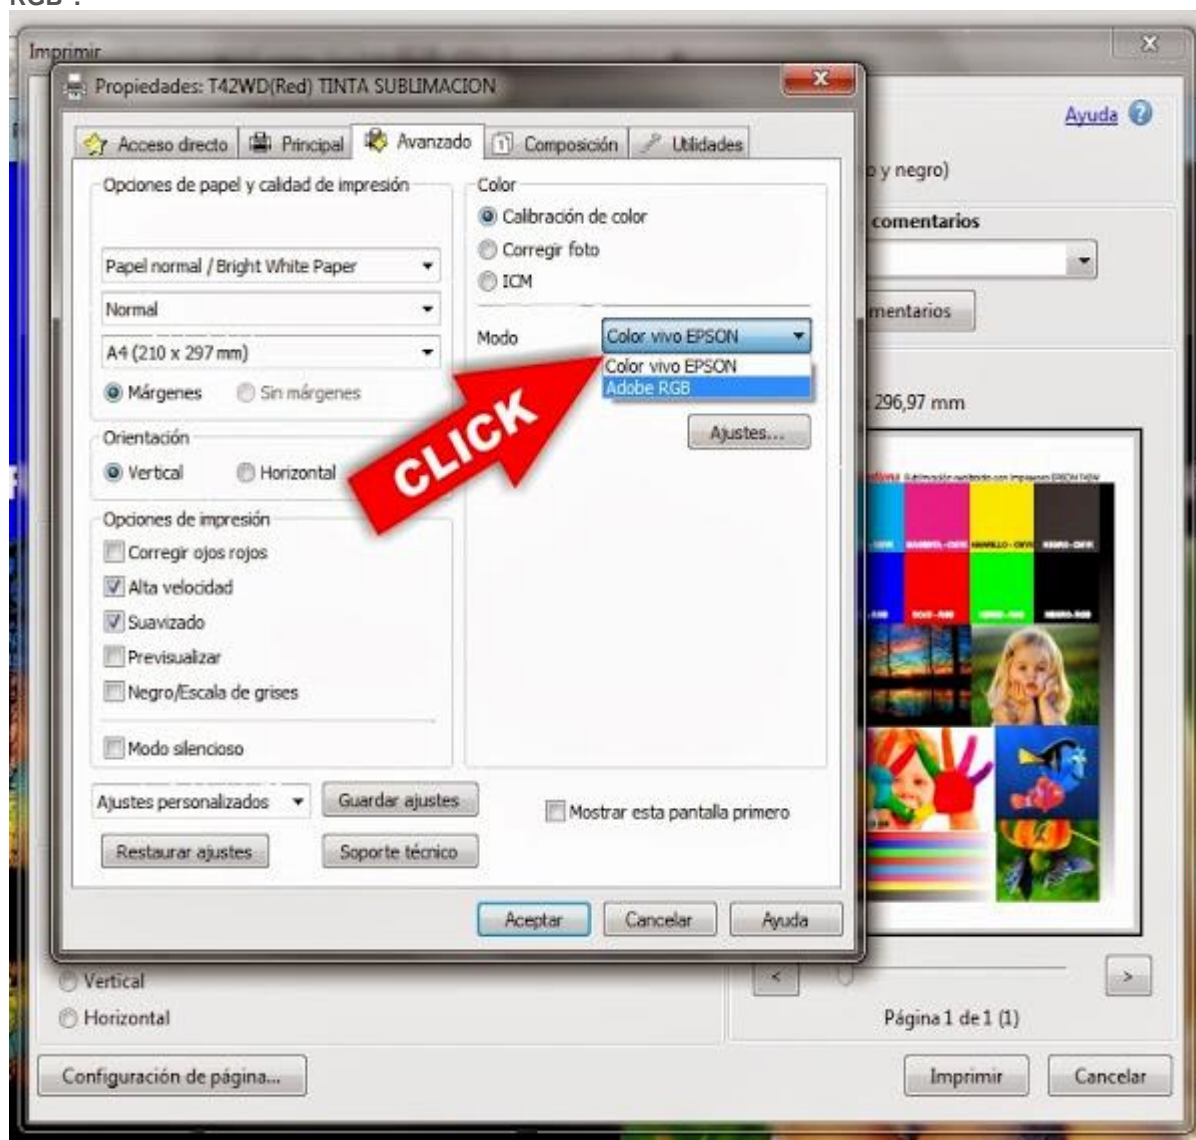 RGB".
Imprimir
Propiedades: T42WD(Red) TINTA SUBLIMACION
Ayuda
Acceso directo Principal Avanzado Composición Utilidades
o y negro)
Opciones de papel y calidad de impresión
Papel normal / Bright White Paper
Normal
A4 (210 x 297 mm)
Márgenes Sin márgenes
Orientación
Vertical Horizontal
Opciones de impresión
Corregir ojos rojos
Alta velocidad
Suavizado
Previsualizar
Negro/Escala de grises
Modo silencioso
Color
Calibración de color
Corregir foto
ICM
Modo Color vivo EPSON
Color vivo EPSON
Adobe RGB
CLICK
Ajustes...
Ajustes personalizados Guardar ajustes
Mostrar esta pantalla primero
Restaurar ajustes Soporte técnico
Aceptar Cancelar Ayuda
comentarios
mentarios
296,97 mm
Vertical
Horizontal
< >
Página 1 de 1 (1)
Configuración de página...
Imprimir Cancelar